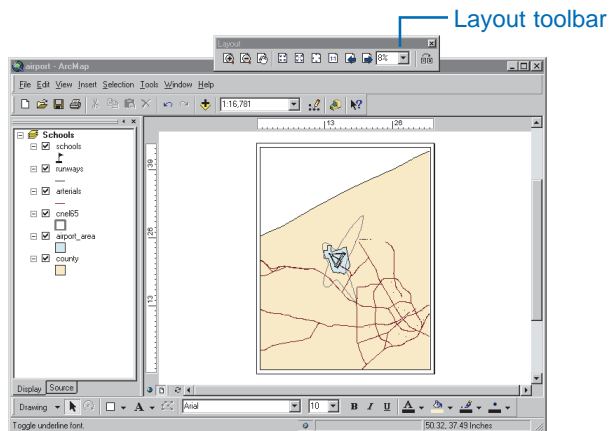 Layout toolbar
Layout
1:1
8%
airport - ArcMap
File Edit View Insert Selection Tools Window Help
1:16,781
13 26
Schools
schools
runways
arterials
cnel65
airport_area
county
39
26
13
Display Source
Drawing A Arial 10 B I U A
Toggle underline font. 50.32, 37.49 Inches